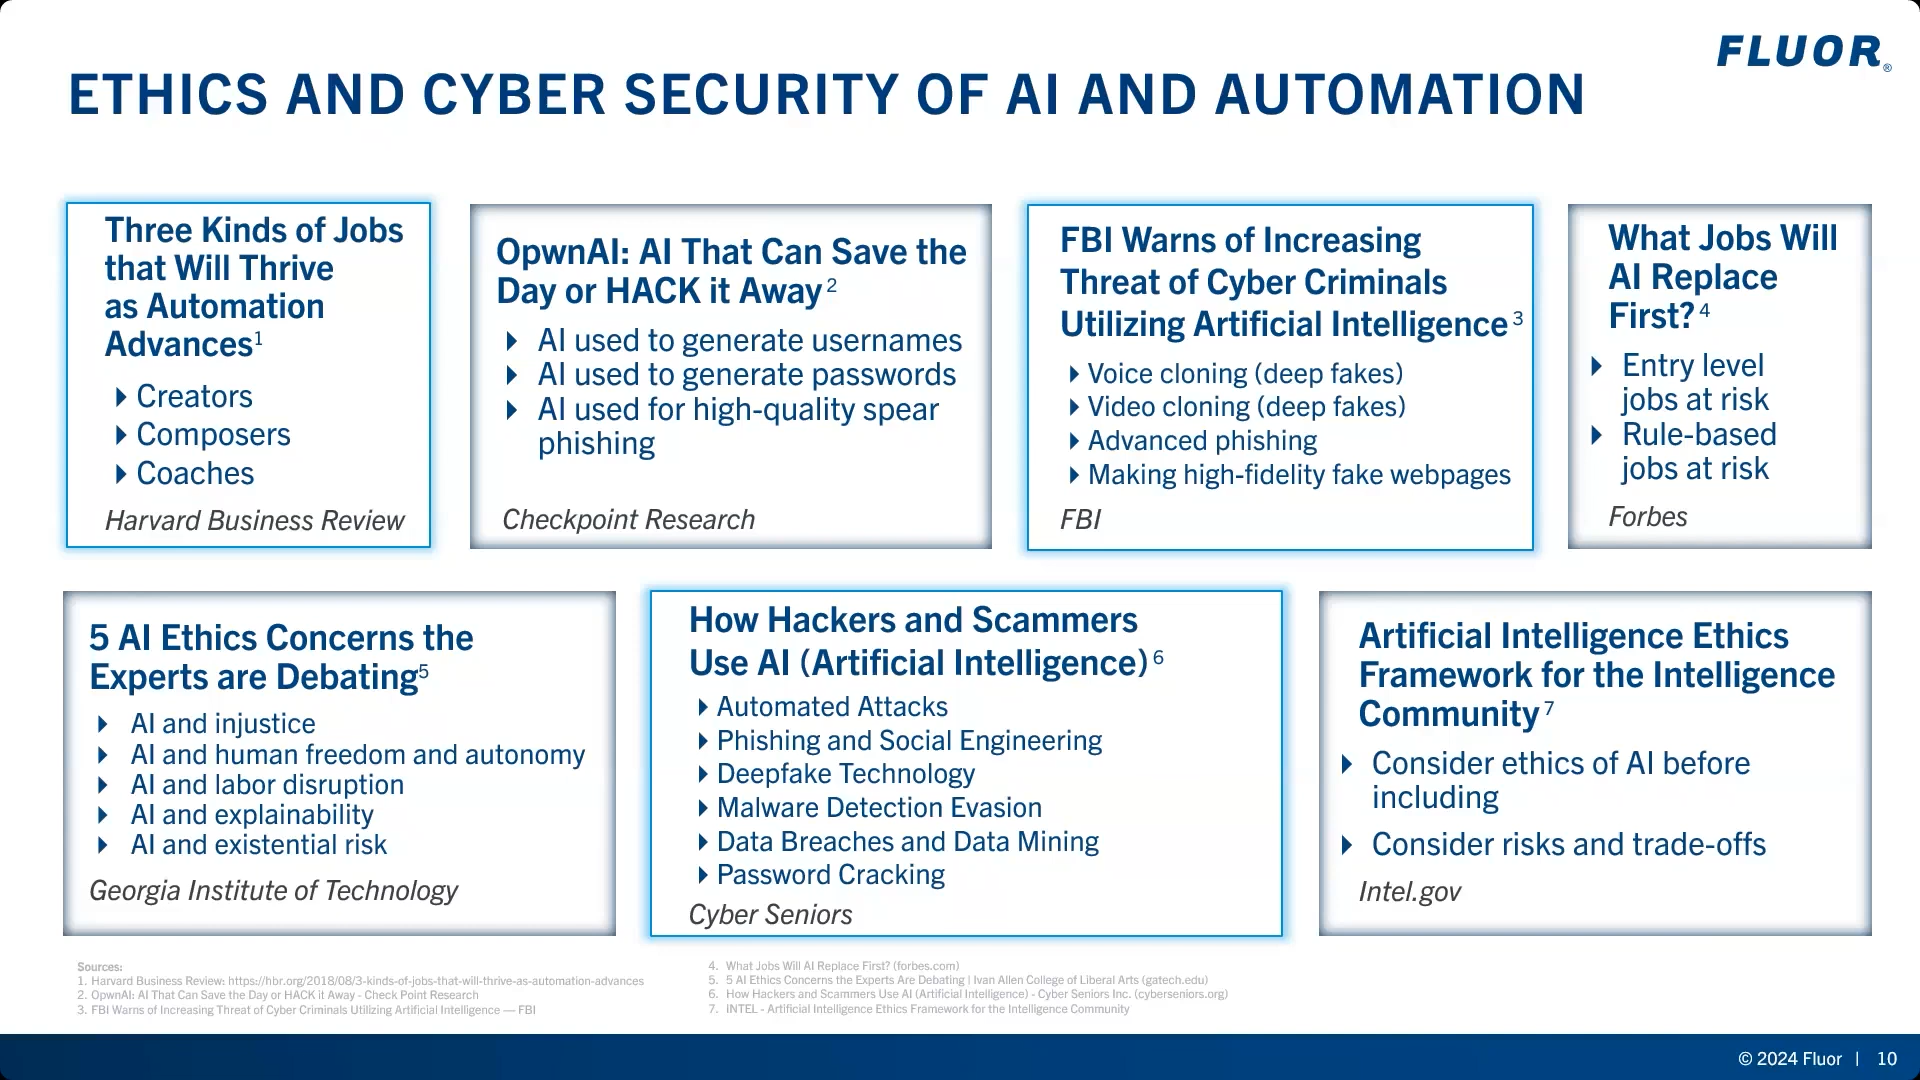 FLUOR®
ETHICS AND CYBER SECURITY OF AI AND AUTOMATION
Three Kinds of Jobs
that Will Thrive
as Automation
Advances1
Creators
Composers
Coaches
Harvard Business Review
OpwnAI: AI That Can Save the
Day or HACK it Away 2
AI used to generate usernames
AI used to generate passwords
AI used for high-quality spear
phishing
Checkpoint Research
FBI Warns of Increasing
Threat of Cyber Criminals
Utilizing Artificial Intelligence 3
Voice cloning (deep fakes)
Video cloning (deep fakes)
Advanced phishing
Making high-fidelity fake webpages
FBI
What Jobs Will
AI Replace
First? 4
Entry level
jobs at risk
Rule-based
jobs at risk
Forbes
5 AI Ethics Concerns the
Experts are Debating5
AI and injustice
AI and human freedom and autonomy
AI and labor disruption
AI and explainability
AI and existential risk
Georgia Institute of Technology
How Hackers and Scammers
Use AI (Artificial Intelligence) 6
Automated Attacks
Phishing and Social Engineering
Deepfake Technology
Malware Detection Evasion
Data Breaches and Data Mining
Password Cracking
Cyber Seniors
Artificial Intelligence Ethics
Framework for the Intelligence
Community 7
Consider ethics of AI before
including
Consider risks and trade-offs
Intel.gov
Sources:
1. Harvard Business Review: https://hbr.org/2018/08/3-kinds-of-jobs-that-will-thrive-as-automation-advances
2. OpwnAI: AI That Can Save the Day or HACK it Away - Check Point Research
3. FBI Warns of Increasing Threat of Cyber Criminals Utilizing Artificial Intelligence — FBI
4. What Jobs Will AI Replace First? (forbes.com)
5. 5 AI Ethics Concerns the Experts Are Debating | Ivan Allen College of Liberal Arts (gatech.edu)
6. How Hackers and Scammers Use AI (Artificial Intelligence) - Cyber Seniors Inc. (cyberseniors.org)
7. INTEL - Artificial Intelligence Ethics Framework for the Intelligence Community
© 2024 Fluor | 10